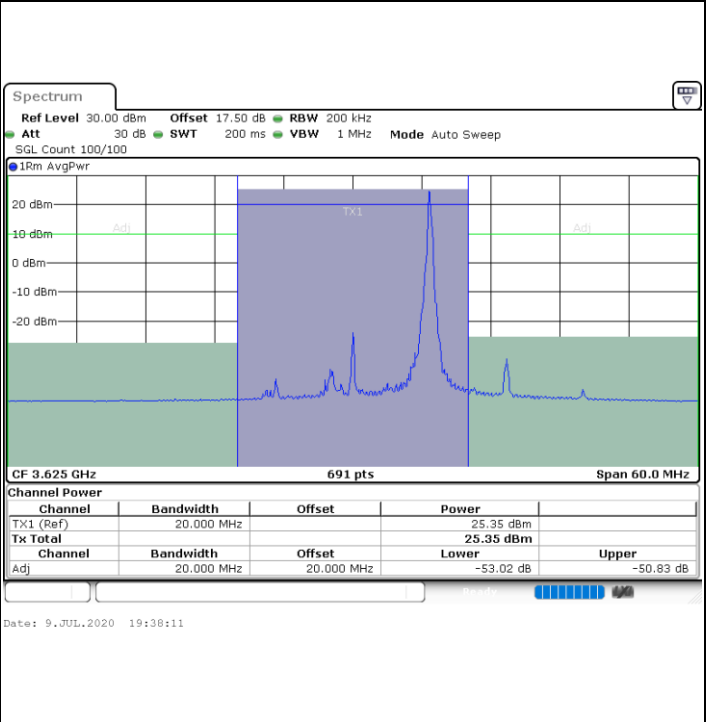 Spectrum
Ref Level 30.00 dBm Offset 17.50 dB RBW 200 kHz
Att 30 dB SWT 200 ms VBW 1 MHz Mode Auto Sweep
SGL Count 100/100
1Rm AvgPwr
20 dBm
TX1
Adj Adj
10 dBm
0 dBm
-10 dBm
-20 dBm
CF 3.625 GHz 691 pts Span 60.0 MHz
Channel Power
Channel Bandwidth Offset Power
TX1 (Ref) 20.000 MHz 25.35 dBm
Tx Total 25.35 dBm
Channel Bandwidth Offset Lower Upper
Adj 20.000 MHz 20.000 MHz -53.02 dB -50.83 dB
Ready
Date: 9.JUL.2020 19:38:11